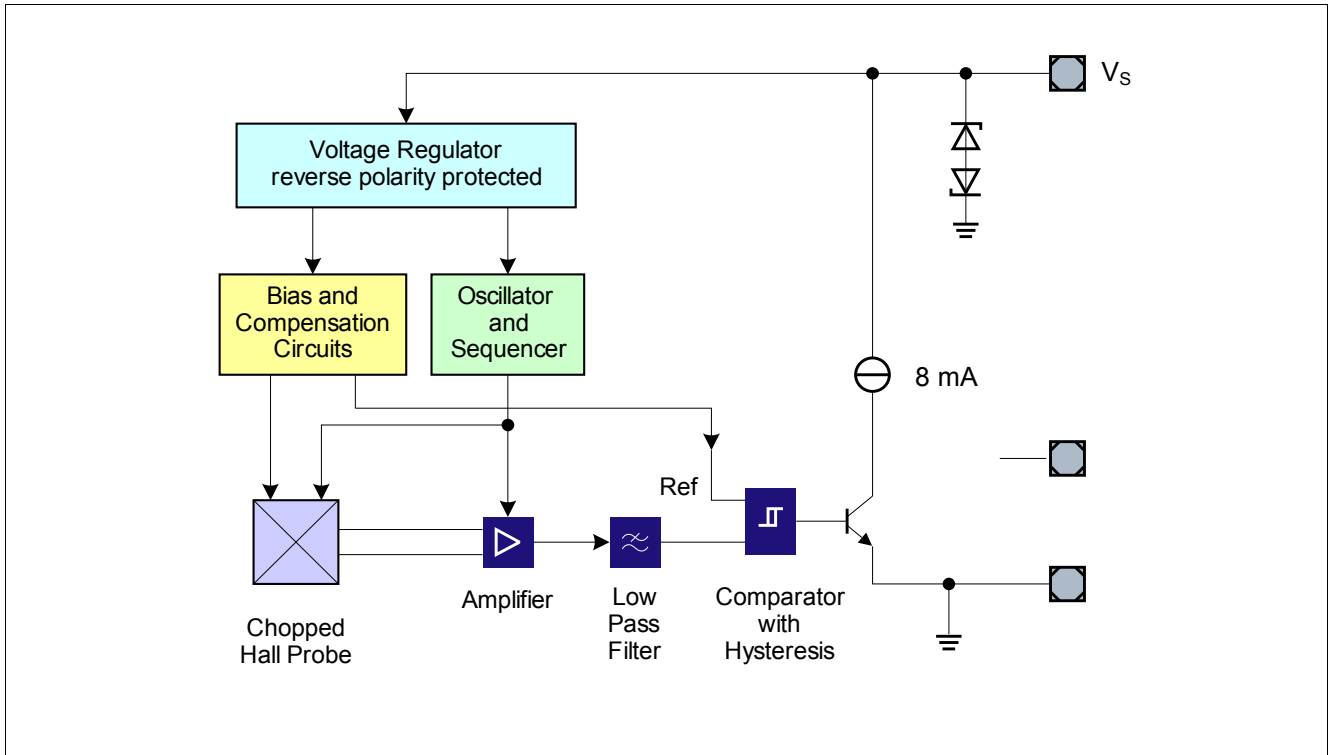 V_S
Voltage Regulator
reverse polarity protected
Bias and
Compensation
Circuits
Oscillator
and
Sequencer
8 mA
Ref
Amplifier
Low
Pass
Filter
Comparator
with
Hysteresis
Chopped
Hall Probe